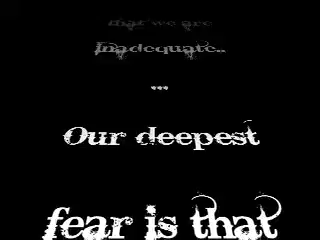 that we are
Inadequate..
...
Our deepest
fear is that